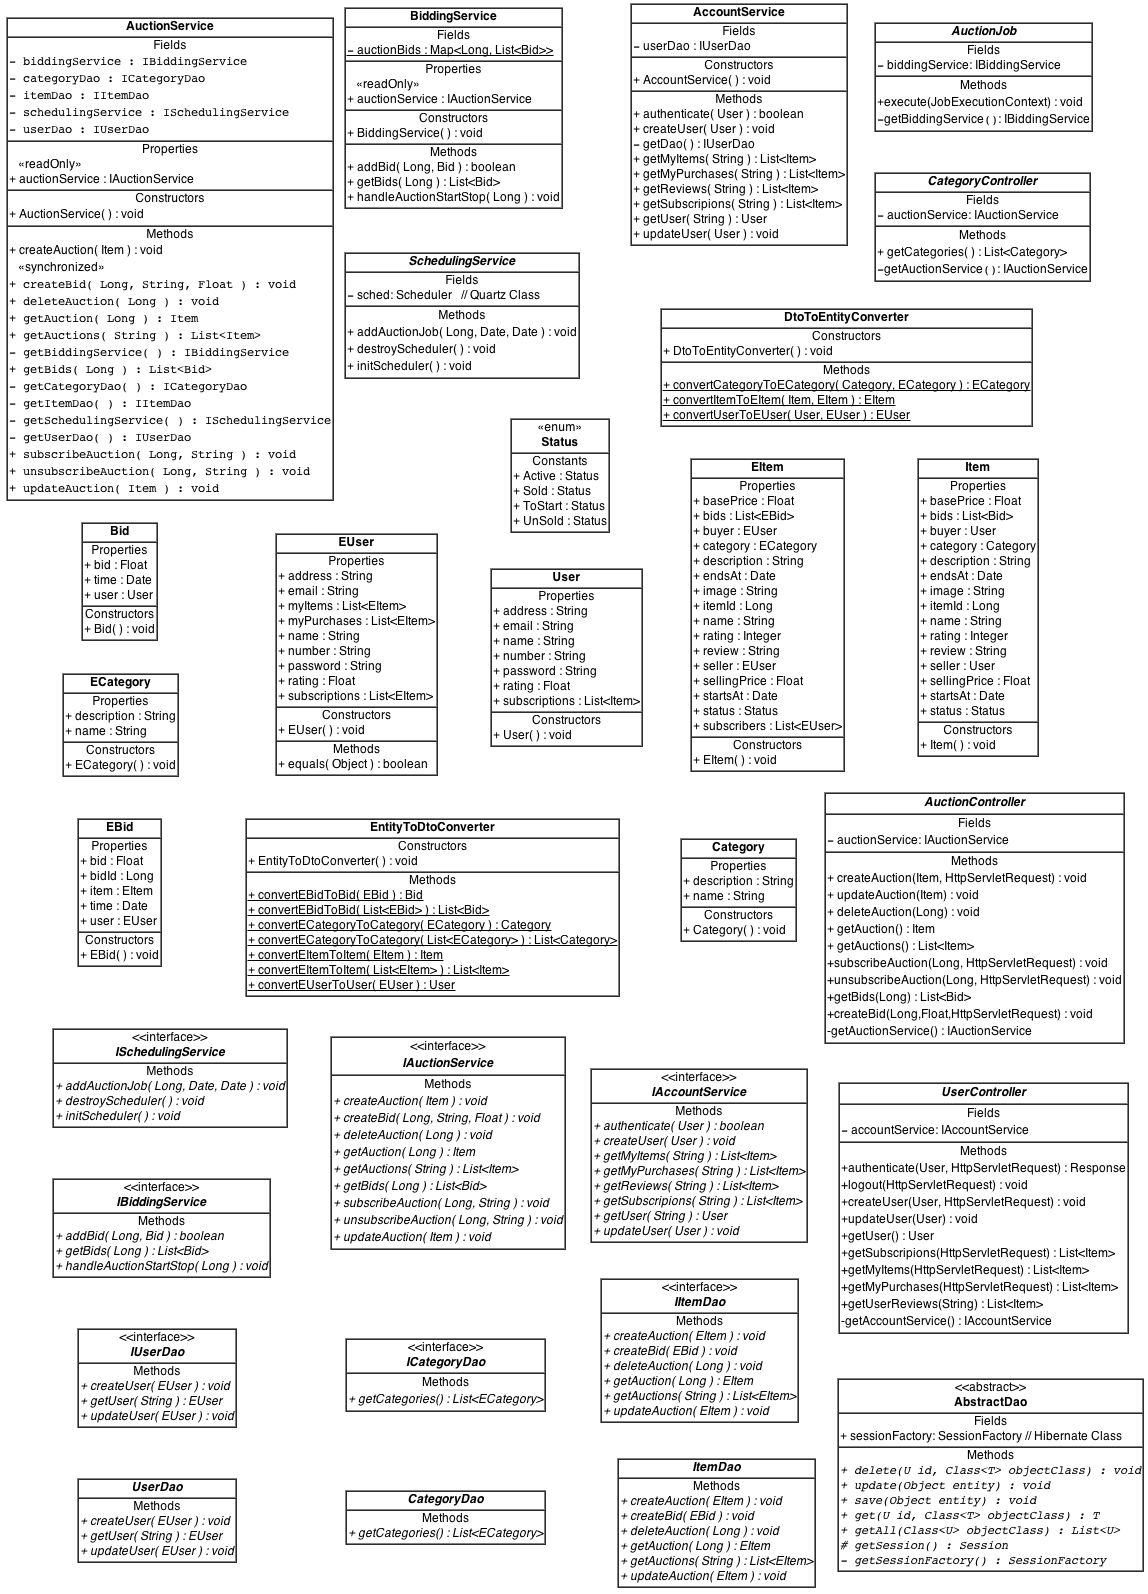 AuctionService
Fields
− biddingService : IBiddingService
− categoryDao : ICategoryDao
− itemDao : IItemDao
− schedulingService : ISchedulingService
− userDao : IUserDao
Properties
«readOnly»
+ auctionService : IAuctionService
Constructors
+ AuctionService( ) : void
Methods
+ createAuction( Item ) : void
«synchronized»
+ createBid( Long, String, Float ) : void
+ deleteAuction( Long ) : void
+ getAuction( Long ) : Item
+ getAuctions( String ) : List<Item>
− getBiddingService( ) : IBiddingService
+ getBids( Long ) : List<Bid>
− getCategoryDao( ) : ICategoryDao
− getItemDao( ) : IItemDao
− getSchedulingService( ) : ISchedulingService
− getUserDao( ) : IUserDao
+ subscribeAuction( Long, String ) : void
+ unsubscribeAuction( Long, String ) : void
+ updateAuction( Item ) : void
BiddingService
Fields
− auctionBids : Map<Long, List<Bid>>
Properties
«readOnly»
+ auctionService : IAuctionService
Constructors
+ BiddingService( ) : void
Methods
+ addBid( Long, Bid ) : boolean
+ getBids( Long ) : List<Bid>
+ handleAuctionStartStop( Long ) : void
AccountService
Fields
− userDao : IUserDao
Constructors
+ AccountService( ) : void
Methods
+ authenticate( User ) : boolean
+ createUser( User ) : void
− getDao( ) : IUserDao
+ getMyItems( String ) : List<Item>
+ getMyPurchases( String ) : List<Item>
+ getReviews( String ) : List<Item>
+ getSubscripions( String ) : List<Item>
+ getUser( String ) : User
+ updateUser( User ) : void
AuctionJob
Fields
− biddingService: IBiddingService
Methods
+execute(JobExecutionContext) : void
−getBiddingService(): IBiddingService
CategoryController
Fields
− auctionService: IAuctionService
Methods
+ getCategories() : List<Category>
−getAuctionService(): IAuctionService
SchedulingService
Fields
− sched: Scheduler // Quartz Class
Methods
+ addAuctionJob( Long, Date, Date ) : void
+ destroyScheduler( ) : void
+ initScheduler( ) : void
DtoToEntityConverter
Constructors
+ DtoToEntityConverter( ) : void
Methods
+ convertCategoryToECategory( Category, ECategory ) : ECategory
+ convertItemToEItem( Item, EItem ) : EItem
+ convertUserToEUser( User, EUser ) : EUser
«enum»
Status
Constants
+ Active : Status
+ Sold : Status
+ ToStart : Status
+ UnSold : Status
Bid
Properties
+ bid : Float
+ time : Date
+ user : User
Constructors
+ Bid( ) : void
EUser
Properties
+ address : String
+ email : String
+ myItems : List<EItem>
+ myPurchases : List<EItem>
+ name : String
+ number : String
+ password : String
+ rating : Float
+ subscriptions : List<EItem>
Constructors
+ EUser( ) : void
Methods
+ equals( Object ) : boolean
User
Properties
+ address : String
+ email : String
+ name : String
+ number : String
+ password : String
+ rating : Float
+ subscriptions : List<Item>
Constructors
+ User( ) : void
EItem
Properties
+ basePrice : Float
+ bids : List<EBid>
+ buyer : EUser
+ category : ECategory
+ description : String
+ endsAt : Date
+ image : String
+ itemId : Long
+ name : String
+ rating : Integer
+ review : String
+ seller : EUser
+ sellingPrice : Float
+ startsAt : Date
+ status : Status
+ subscribers : List<EUser>
Constructors
+ EItem( ) : void
Item
Properties
+ basePrice : Float
+ bids : List<Bid>
+ buyer : User
+ category : Category
+ description : String
+ endsAt : Date
+ image : String
+ itemId : Long
+ name : String
+ rating : Integer
+ review : String
+ seller : User
+ sellingPrice : Float
+ startsAt : Date
+ status : Status
Constructors
+ Item( ) : void
ECategory
Properties
+ description : String
+ name : String
Constructors
+ ECategory( ) : void
EBid
Properties
+ bid : Float
+ bidId : Long
+ item : EItem
+ time : Date
+ user : EUser
Constructors
+ EBid( ) : void
EntityToDtoConverter
Constructors
+ EntityToDtoConverter( ) : void
Methods
+ convertEBidToBid( EBid ) : Bid
+ convertEBidToBid( List<EBid> ) : List<Bid>
+ convertECategoryToCategory( ECategory ) : Category
+ convertECategoryToCategory( List<ECategory> ) : List<Category>
+ convertEItemToItem( EItem ) : Item
+ convertEItemToItem( List<EItem> ) : List<Item>
+ convertEUserToUser( EUser ) : User
Category
Properties
+ description : String
+ name : String
Constructors
+ Category( ) : void
AuctionController
Fields
− auctionService: IAuctionService
Methods
+ createAuction(Item, HttpServletRequest) : void
+ updateAuction(Item) : void
+ deleteAuction(Long) : void
+ getAuction() : Item
+ getAuctions() : List<Item>
+subscribeAuction(Long, HttpServletRequest) : void
+unsubscribeAuction(Long, HttpServletRequest) : void
+getBids(Long) : List<Bid>
+createBid(Long,Float,HttpServletRequest) : void
-getAuctionService() : IAuctionService
<<interface>>
ISchedulingService
Methods
+ addAuctionJob( Long, Date, Date ) : void
+ destroyScheduler( ) : void
+ initScheduler( ) : void
<<interface>>
IAuctionService
Methods
+ createAuction( Item ) : void
+ createBid( Long, String, Float ) : void
+ deleteAuction( Long ) : void
+ getAuction( Long ) : Item
+ getAuctions( String ) : List<Item>
+ getBids( Long ) : List<Bid>
+ subscribeAuction( Long, String ) : void
+ unsubscribeAuction( Long, String ) : void
+ updateAuction( Item ) : void
<<interface>>
IAccountService
Methods
+ authenticate( User ) : boolean
+ createUser( User ) : void
+ getMyItems( String ) : List<Item>
+ getMyPurchases( String ) : List<Item>
+ getReviews( String ) : List<Item>
+ getSubscripions( String ) : List<Item>
+ getUser( String ) : User
+ updateUser( User ) : void
UserController
Fields
− accountService: IAccountService
Methods
+authenticate(User, HttpServletRequest) : Response
+logout(HttpServletRequest) : void
+createUser(User, HttpServletRequest) : void
+updateUser(User) : void
+getUser() : User
+getSubscripions(HttpServletRequest) : List<Item>
+getMyItems(HttpServletRequest) : List<Item>
+getMyPurchases(HttpServletRequest) : List<Item>
+getUserReviews(String) : List<Item>
-getAccountService() : IAccountService
<<interface>>
IBiddingService
Methods
+ addBid( Long, Bid ) : boolean
+ getBids( Long ) : List<Bid>
+ handleAuctionStartStop( Long ) : void
<<interface>>
IUserDao
Methods
+ createUser( EUser ) : void
+ getUser( String ) : EUser
+ updateUser( EUser ) : void
<<interface>>
ICategoryDao
Methods
+ getCategories() : List<ECategory>
<<interface>>
IItemDao
Methods
+ createAuction( EItem ) : void
+ createBid( EBid ) : void
+ deleteAuction( Long ) : void
+ getAuction( Long ) : EItem
+ getAuctions( String ) : List<EItem>
+ updateAuction( EItem ) : void
<<abstract>>
AbstractDao
Fields
+ sessionFactory: SessionFactory // Hibernate Class
Methods
+ delete(U id, Class<T> objectClass) : void
+ update(Object entity) : void
+ save(Object entity) : void
+ get(U id, Class<T> objectClass) : T
+ getAll(Class<U> objectClass) : List<U>
# getSession() : Session
− getSessionFactory() : SessionFactory
UserDao
Methods
+ createUser( EUser ) : void
+ getUser( String ) : EUser
+ updateUser( EUser ) : void
CategoryDao
Methods
+ getCategories() : List<ECategory>
ItemDao
Methods
+ createAuction( EItem ) : void
+ createBid( EBid ) : void
+ deleteAuction( Long ) : void
+ getAuction( Long ) : EItem
+ getAuctions( String ) : List<EItem>
+ updateAuction( EItem ) : void